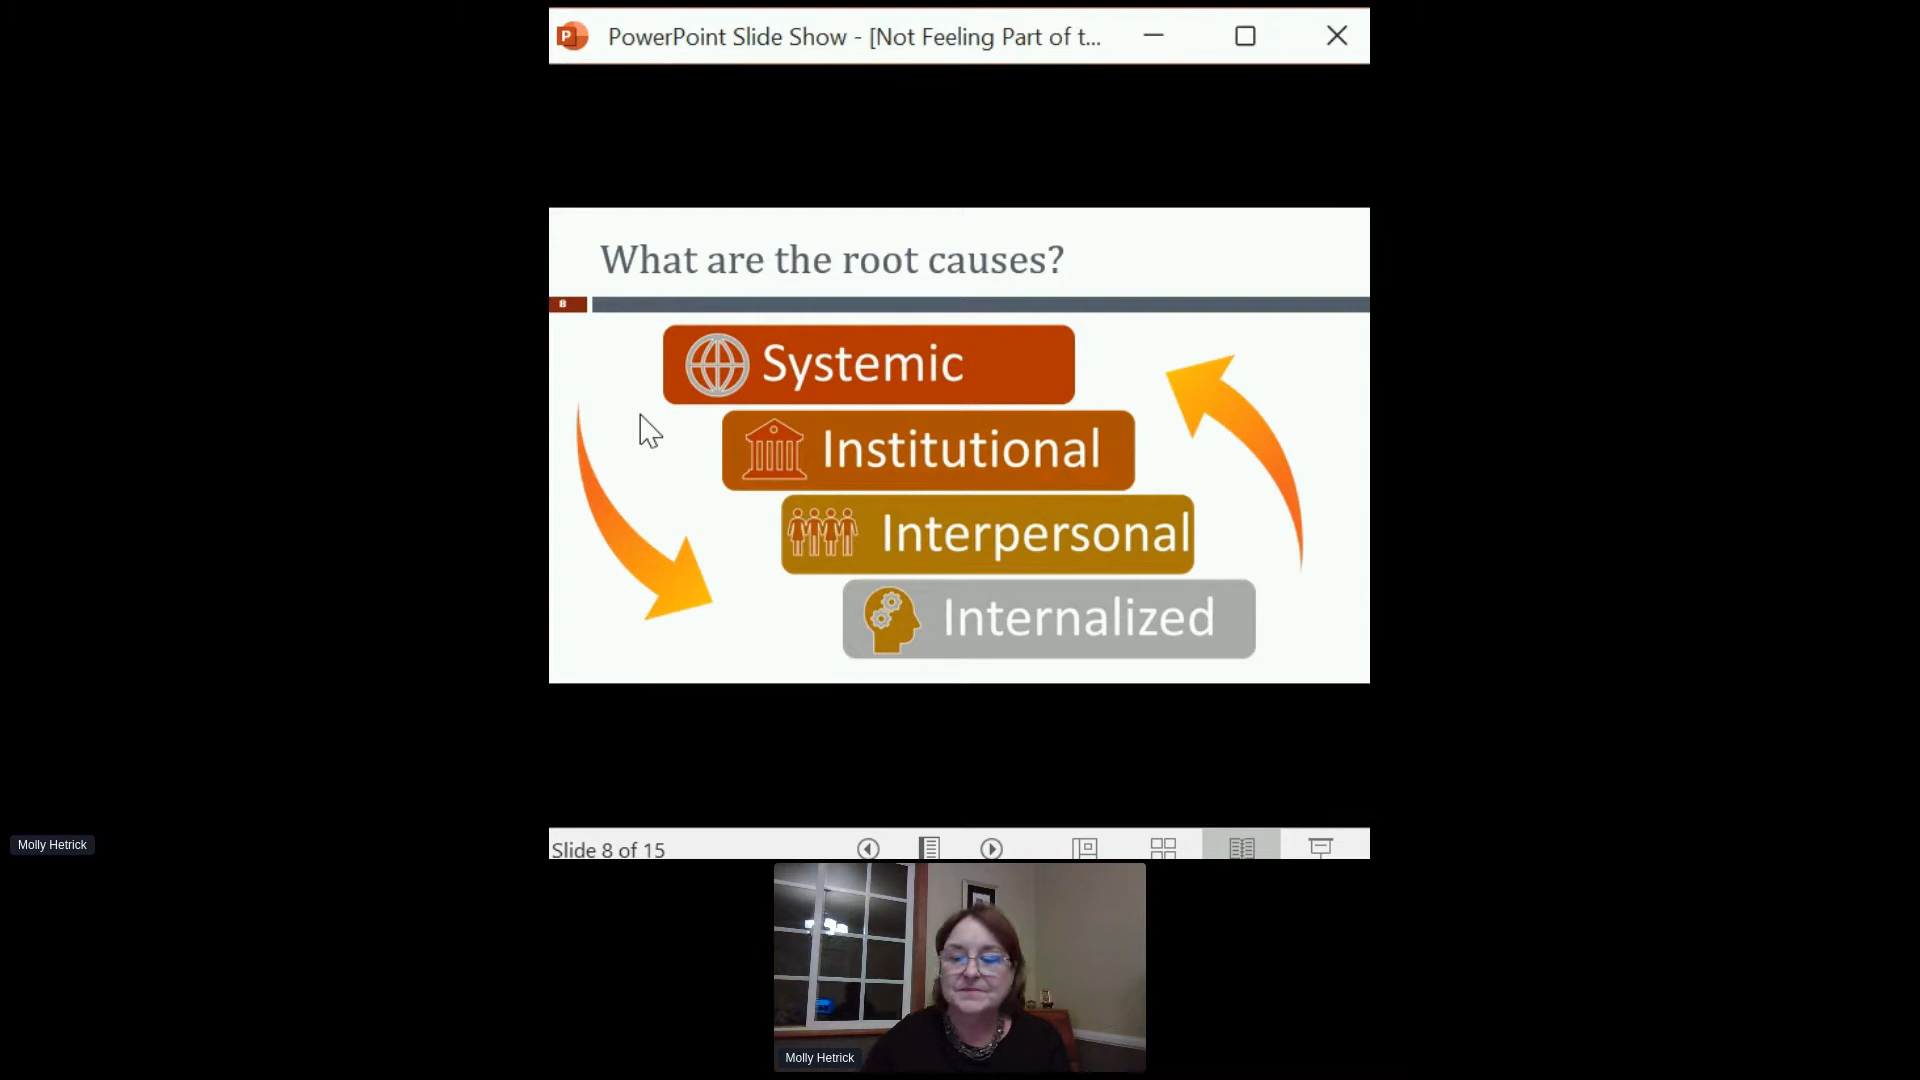 P
PowerPoint Slide Show - [Not Feeling Part of t...
What are the root causes?
8
Systemic
Institutional
Interpersonal
Internalized
Slide 8 of 15
Molly Hetrick
Molly Hetrick